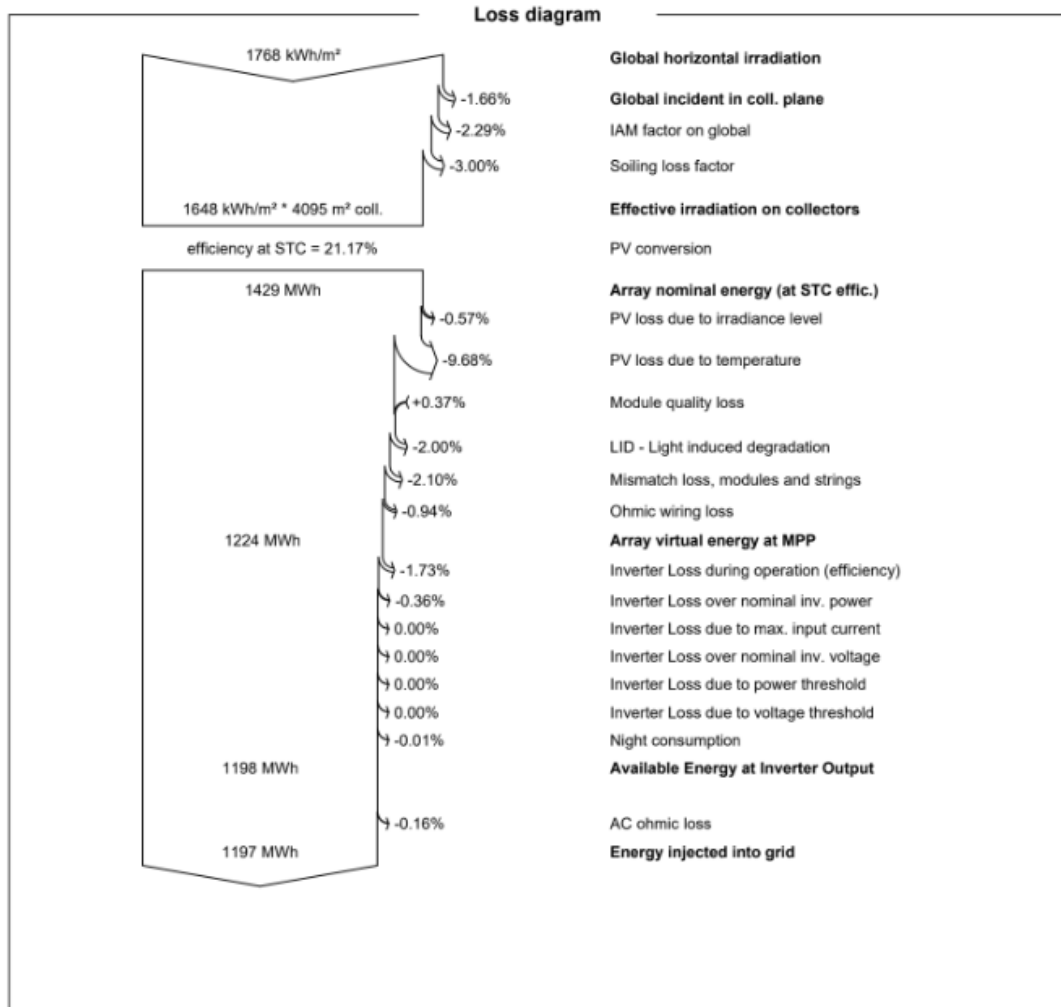 Loss diagram
1768 kWh/m² Global horizontal irradiation
-1.66% Global incident in coll. plane
-2.29% IAM factor on global
-3.00% Soiling loss factor
1648 kWh/m² * 4095 m² coll. Effective irradiation on collectors
efficiency at STC = 21.17% PV conversion
1429 MWh Array nominal energy (at STC effic.)
-0.57% PV loss due to irradiance level
-9.68% PV loss due to temperature
+0.37% Module quality loss
-2.00% LID - Light induced degradation
-2.10% Mismatch loss, modules and strings
-0.94% Ohmic wiring loss
1224 MWh Array virtual energy at MPP
-1.73% Inverter Loss during operation (efficiency)
-0.36% Inverter Loss over nominal inv. power
0.00% Inverter Loss due to max. input current
0.00% Inverter Loss over nominal inv. voltage
0.00% Inverter Loss due to power threshold
0.00% Inverter Loss due to voltage threshold
-0.01% Night consumption
1198 MWh Available Energy at Inverter Output
-0.16% AC ohmic loss
1197 MWh Energy injected into grid